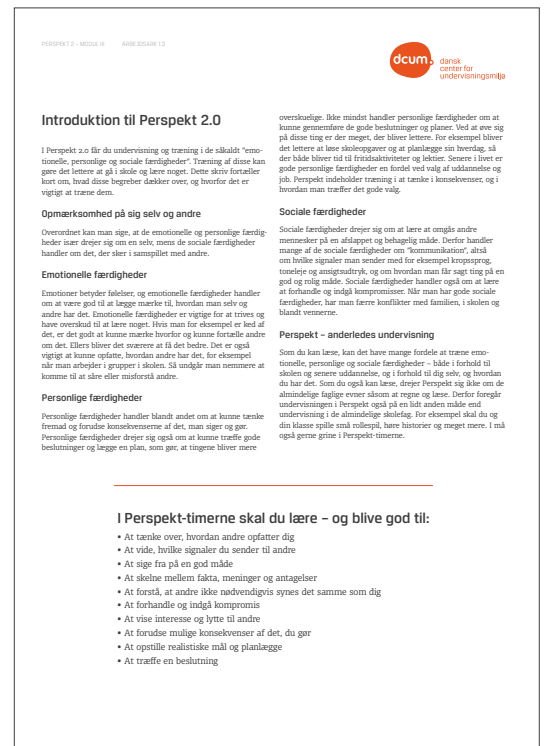 PERSPEKT 2 – MODUL III ARBEJDSARK 1.0
dcum.
dansk
center for
undervisningsmiljø
Introduktion til Perspekt 2.0
I Perspekt 2.0 får du undervisning og træning i de såkaldt "emo-
tionelle, personlige og sociale færdigheder". Træning af disse kan
gøre det lettere at gå i skole og lære noget. Dette skriv fortæller
kort om, hvad disse begreber dækker over, og hvorfor det er
vigtigt at træne dem.
Opmærksomhed på sig selv og andre
Overordnet kan man sige, at de emotionelle og personlige færdig-
heder især drejer sig om en selv, mens de sociale færdigheder
handler om det, der sker i samspillet med andre.
Emotionelle færdigheder
Emotioner betyder følelser, og emotionelle færdigheder handler
om at være god til at lægge mærke til, hvordan man selv og
andre har det. Emotionelle færdigheder er vigtige for at trives og
have overskud til at lære noget. Hvis man for eksempel er ked af
det, er det godt at kunne mærke hvorfor og kunne fortælle andre
om det. Ellers bliver det sværere at få det bedre. Det er også
vigtigt at kunne opfatte, hvordan andre har det, for eksempel
når man arbejder i grupper i skolen. Så undgår man nemmere at
komme til at såre eller misforstå andre.
Personlige færdigheder
Personlige færdigheder handler blandt andet om at kunne tænke
fremad og forudse konsekvenserne af det, man siger og gør.
Personlige færdigheder drejer sig også om at kunne træffe gode
beslutninger og lægge en plan, som gør, at tingene bliver mere
overskuelige. Ikke mindst handler personlige færdigheder om at
kunne gennemføre de gode beslutninger og planer. Ved at øve sig
på disse ting er der meget, der bliver lettere. For eksempel bliver
det lettere at løse skoleopgaver og at planlægge sin hverdag, så
der både bliver tid til fritidsaktiviteter og lektier. Senere i livet er
gode personlige færdigheder en fordel ved valg af uddannelse og
job. Perspekt indeholder træning i at tænke i konsekvenser, og i
hvordan man træffer det gode valg.
Sociale færdigheder
Sociale færdigheder drejer sig om at lære at omgås andre
mennesker på en afslappet og behagelig måde. Derfor handler
mange af de sociale færdigheder om "kommunikation", altså
om hvilke signaler man sender med for eksempel kropssprog,
toneleje og ansigtsudtryk, og om hvordan man får sagt ting på en
god og rolig måde. Sociale færdigheder handler også om at lære
at forhandle og indgå kompromisser. Når man har gode sociale
færdigheder, har man færre konflikter med familien, i skolen og
blandt vennerne.
Perspekt – anderledes undervisning
Som du kan læse, kan det have mange fordele at træne emo-
tionelle, personlige og sociale færdigheder – både i forhold til
skolen og senere uddannelse, og i forhold til dig selv, og hvordan
du har det. Som du også kan læse, drejer Perspekt sig ikke om de
almindelige faglige evner såsom at regne og læse. Derfor foregår
undervisningen i Perspekt også på en lidt anden måde end
undervisning i de almindelige skolefag. For eksempel skal du og
din klasse spille små rollespil, høre historier og meget mere. I må
også gerne grine i Perspekt-timerne.
I Perspekt-timerne skal du lære – og blive god til:
• At tænke over, hvordan andre opfatter dig
• At vide, hvilke signaler du sender til andre
• At sige fra på en god måde
• At skelne mellem fakta, meninger og antagelser
• At forstå, at andre ikke nødvendigvis synes det samme som dig
• At forhandle og indgå kompromis
• At vise interesse og lytte til andre
• At forudse mulige konsekvenser af det, du gør
• At opstille realistiske mål og planlægge
• At træffe en beslutning